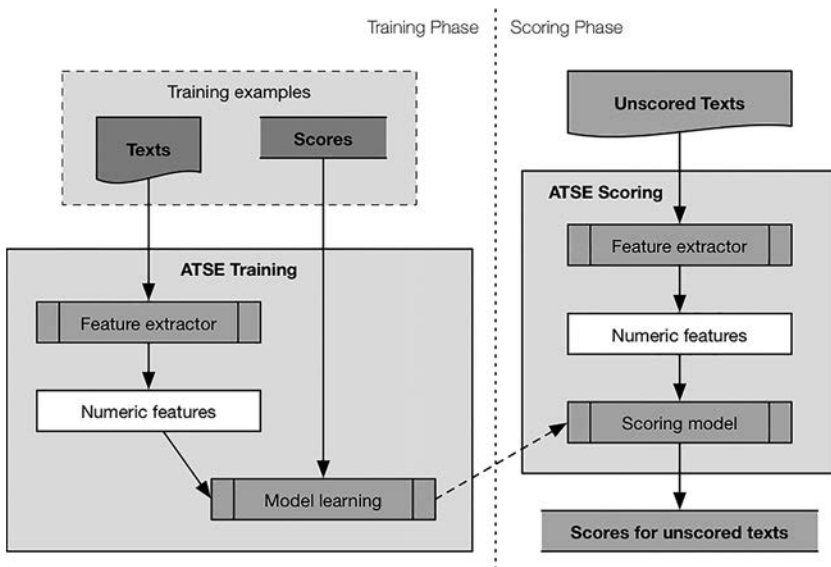 Training Phase
Scoring Phase
Training examples
Texts
Scores
ATSE Training
Feature extractor
Numeric features
Model learning
Unscored Texts
ATSE Scoring
Feature extractor
Numeric features
Scoring model
Scores for unscored texts